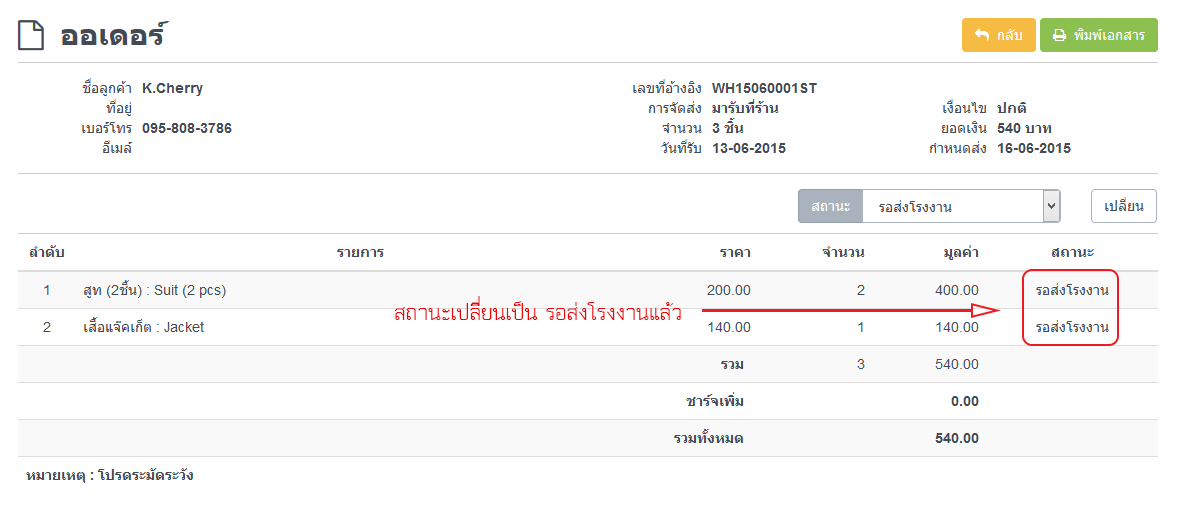 ออเดอร์
กลับ พิมพ์เอกสาร
ชื่อลูกค้า K.Cherry เลขที่อ้างอิง WH15060001ST
ที่อยู่ การจัดส่ง มารับที่ร้าน เงื่อนไข ปกติ
เบอร์โทร 095-808-3786 จำนวน 3 ชิ้น ยอดเงิน 540 บาท
อีเมล์ วันที่รับ 13-06-2015 กำหนดส่ง 16-06-2015
สถานะ รอส่งโรงงาน เปลี่ยน
ลำดับ รายการ ราคา จำนวน มูลค่า สถานะ
1 สูท (2ชิ้น) : Suit (2 pcs) 200.00 2 400.00 รอส่งโรงงาน
สถานะเปลี่ยนเป็น รอส่งโรงงานแล้ว
2 เสื้อแจ๊คเก็ต : Jacket 140.00 1 140.00 รอส่งโรงงาน
รวม 3 540.00
ชาร์จเพิ่ม 0.00
รวมทั้งหมด 540.00
หมายเหตุ : โปรดระมัดระวัง